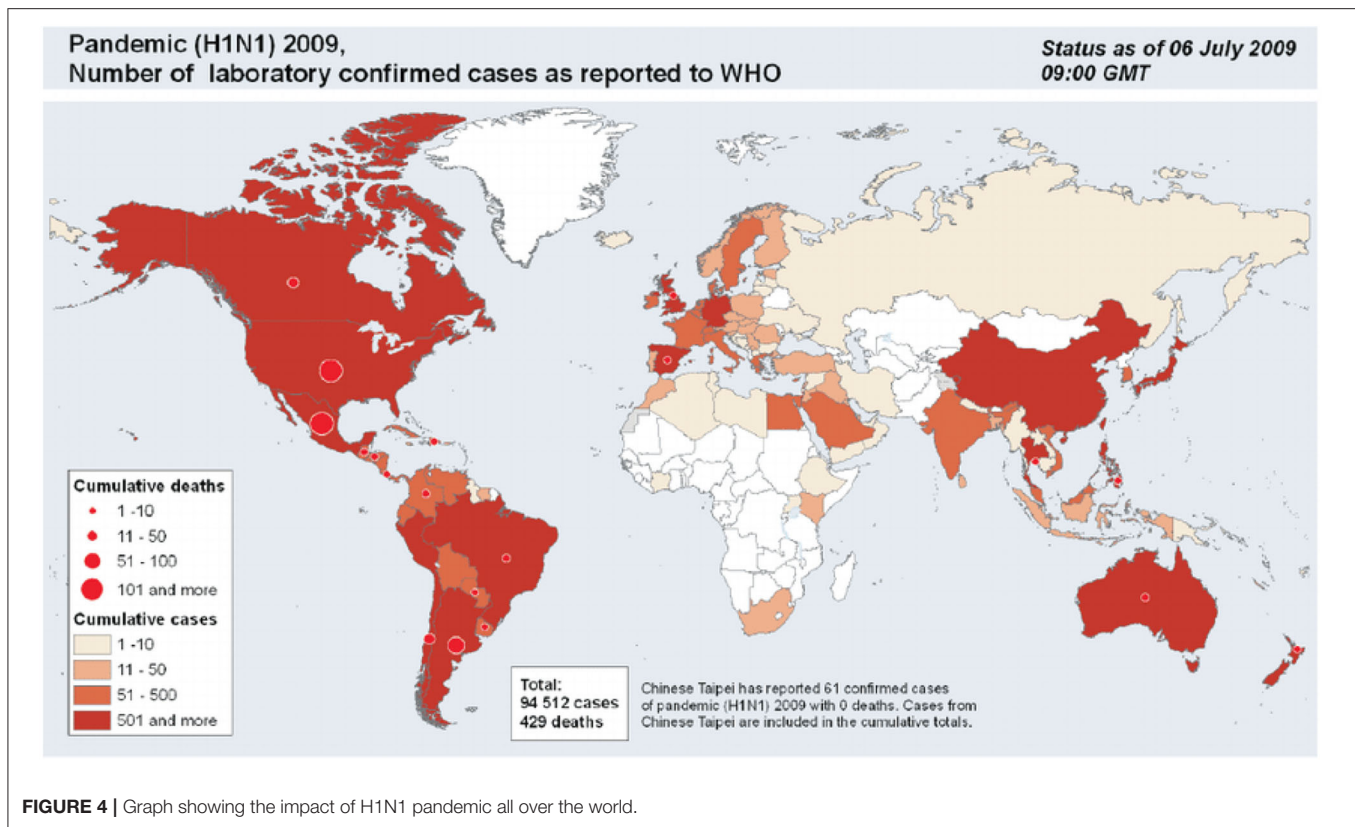 Pandemic (H1N1) 2009,
Number of laboratory confirmed cases as reported to WHO
Status as of 06 July 2009
09:00 GMT
Cumulative deaths
1 -10
11 - 50
51 - 100
101 and more
Cumulative cases
1 -10
11 - 50
51 - 500
501 and more
Total:
94 512 cases
429 deaths
Chinese Taipei has reported 61 confirmed cases
of pandemic (H1N1) 2009 with 0 deaths. Cases from
Chinese Taipei are included in the cumulative totals.
FIGURE 4 | Graph showing the impact of H1N1 pandemic all over the world.